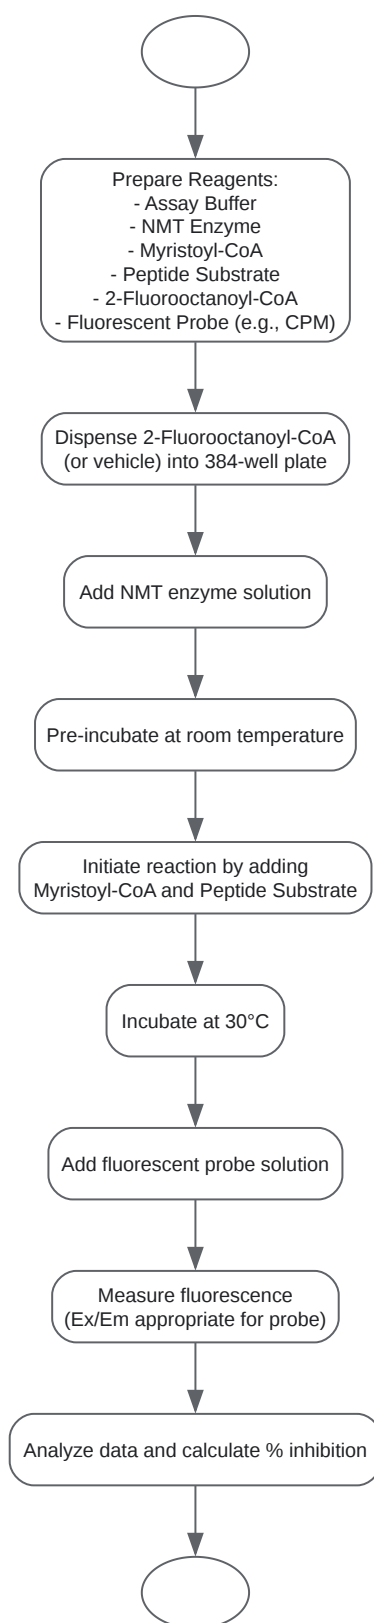 Prepare Reagents:
- Assay Buffer
- NMT Enzyme
- Myristoyl-CoA
- Peptide Substrate
- 2-Fluorooctanoyl-CoA
- Fluorescent Probe (e.g., CPM)
Dispense 2-Fluorooctanoyl-CoA
(or vehicle) into 384-well plate
Add NMT enzyme solution
Pre-incubate at room temperature
Initiate reaction by adding
Myristoyl-CoA and Peptide Substrate
Incubate at 30°C
Add fluorescent probe solution
Measure fluorescence
(Ex/Em appropriate for probe)
Analyze data and calculate % inhibition